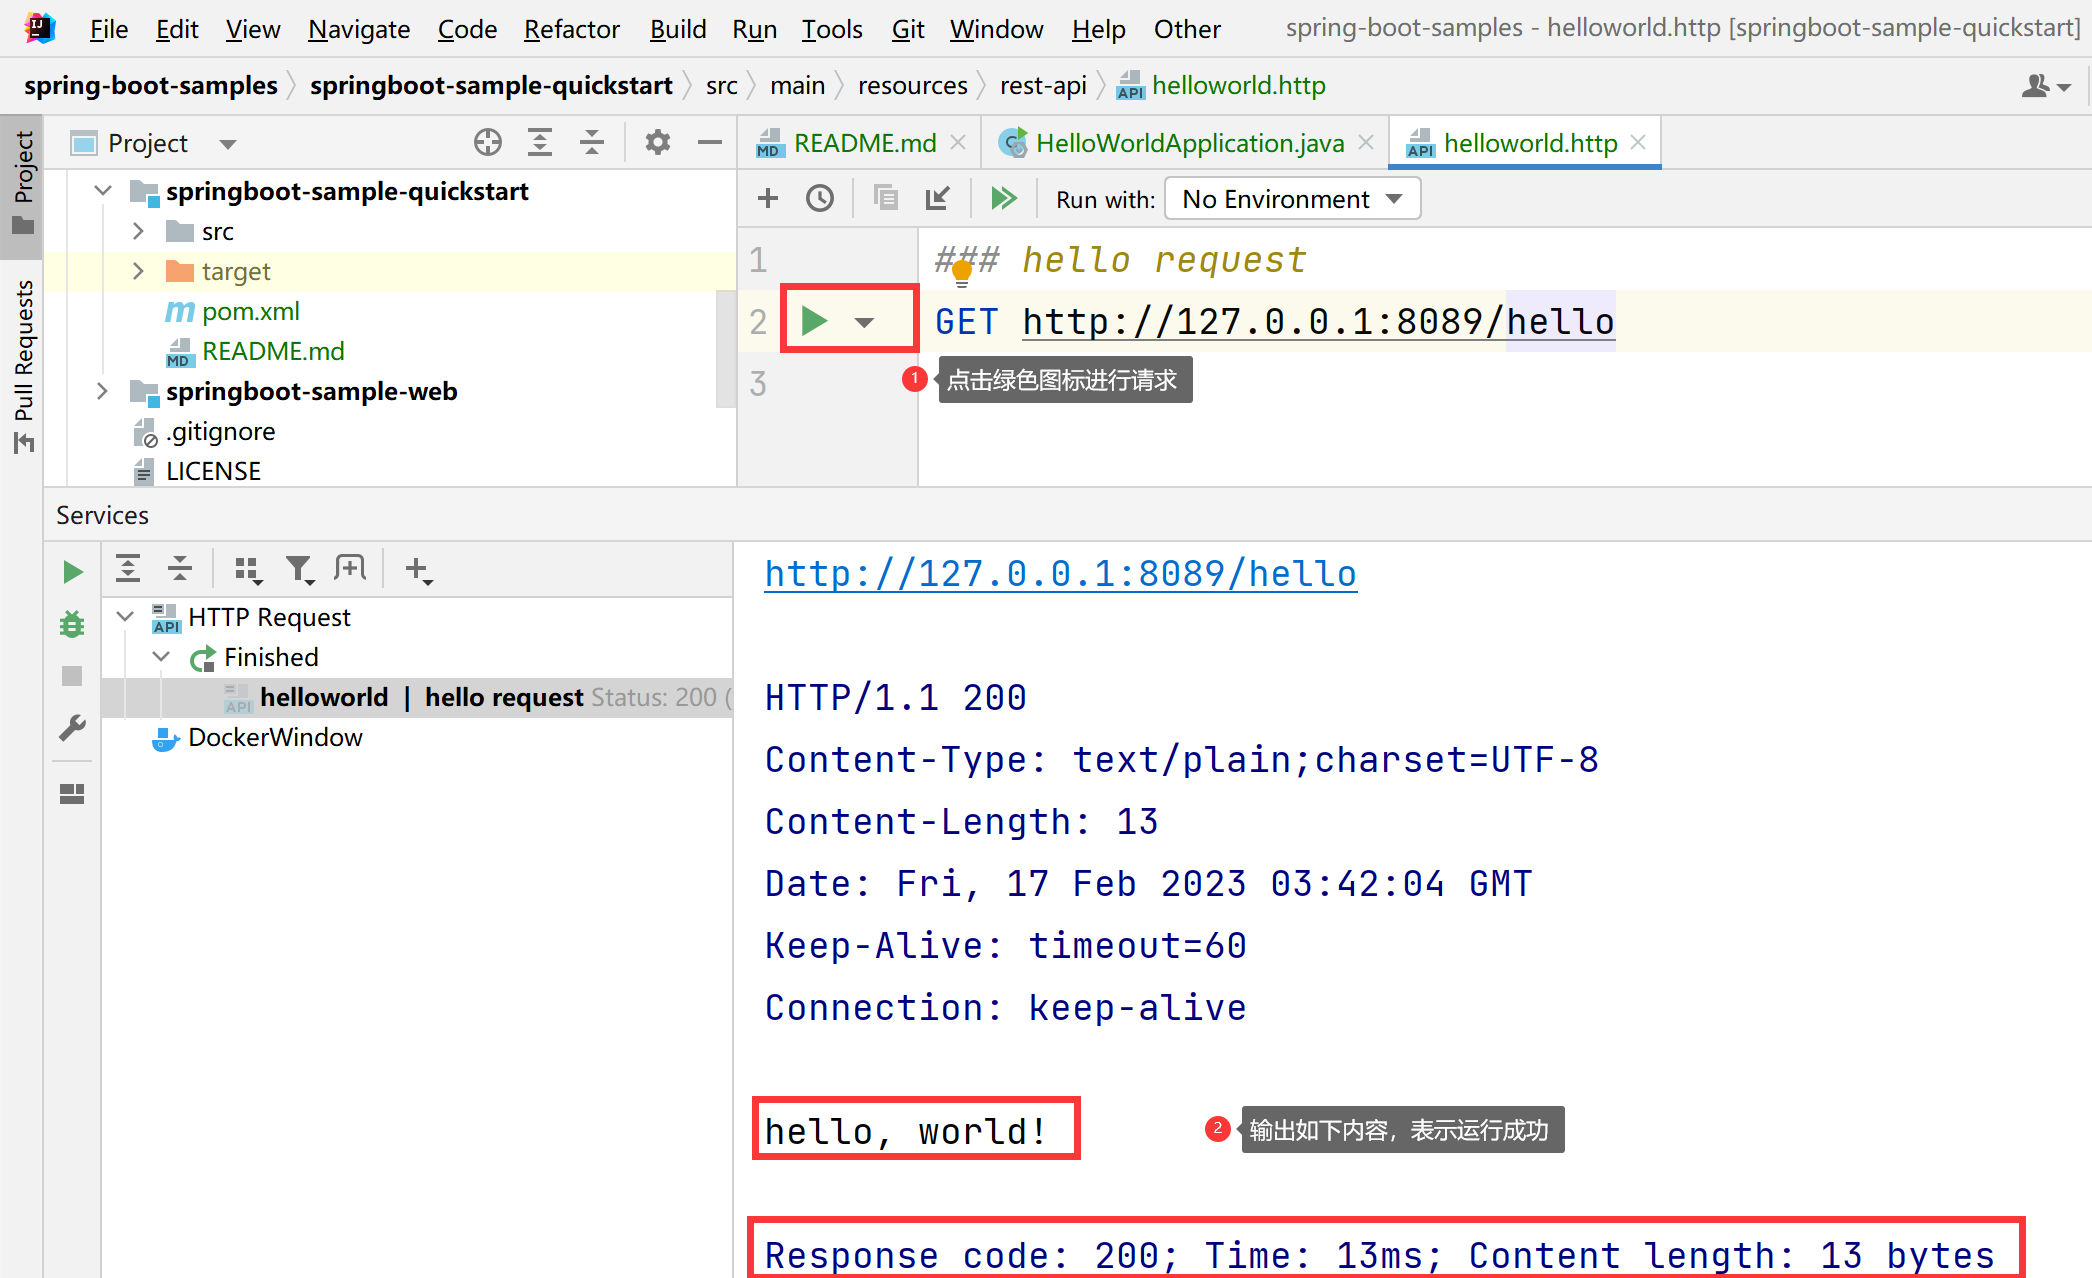 File Edit View Navigate Code Refactor Build Run Tools Git Window Help Other spring-boot-samples - helloworld.http [springboot-sample-quickstart]
spring-boot-samples springboot-sample-quickstart src main resources rest-api API helloworld.http
Project
Pull Requests
Project
springboot-sample-quickstart
src
target
m pom.xml
MD README.md
springboot-sample-web
.gitignore
LICENSE
MD README.md HelloWorldApplication.java API helloworld.http
Run with: No Environment
1 ### hello request
2 GET http://127.0.0.1:8089/hello
3
1 点击绿色图标进行请求
Services
API HTTP Request
Finished
API helloworld | hello request Status: 200 (
DockerWindow
http://127.0.0.1:8089/hello
HTTP/1.1 200
Content-Type: text/plain;charset=UTF-8
Content-Length: 13
Date: Fri, 17 Feb 2023 03:42:04 GMT
Keep-Alive: timeout=60
Connection: keep-alive
hello, world!
2 输出如下内容，表示运行成功
Response code: 200; Time: 13ms; Content length: 13 bytes